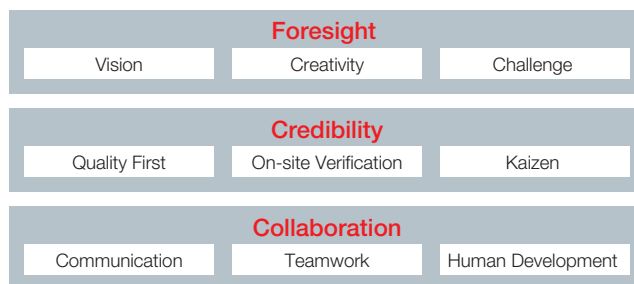 Foresight
Vision Creativity Challenge
Credibility
Quality First On-site Verification Kaizen
Collaboration
Communication Teamwork Human Development